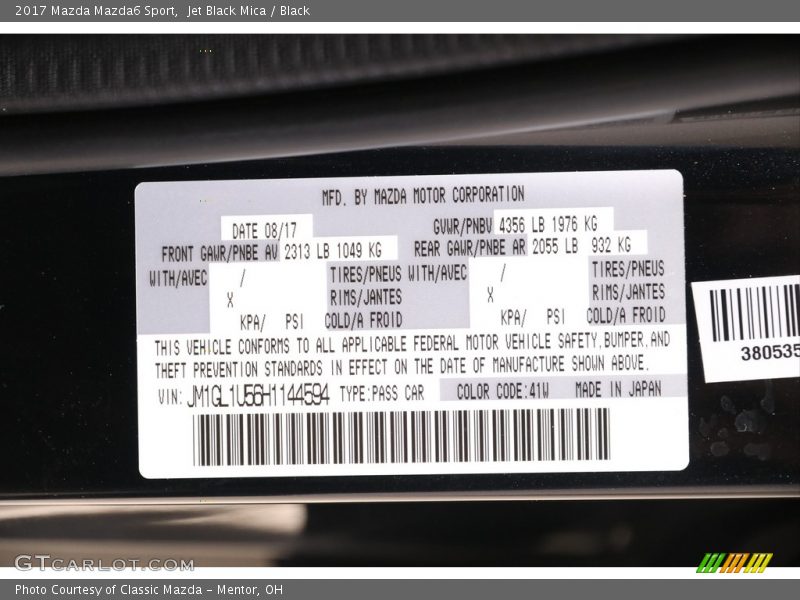 2017 Mazda Mazda6 Sport, Jet Black Mica / Black
MFD. BY MAZDA MOTOR CORPORATION
DATE 08/17 GVWR/PNBV 4356 LB 1976 KG
FRONT GAWR/PNBE AV 2313 LB 1049 KG REAR GAWR/PNBE AR 2055 LB 932 KG
WITH/AVEC / TIRES/PNEUS WITH/AVEC / TIRES/PNEUS
X RIMS/JANTES X RIMS/JANTES
KPA/ PSI COLD/A FROID KPA/ PSI COLD/A FROID
THIS VEHICLE CONFORMS TO ALL APPLICABLE FEDERAL MOTOR VEHICLE SAFETY,BUMPER,AND
THEFT PREVENTION STANDARDS IN EFFECT ON THE DATE OF MANUFACTURE SHOWN ABOVE.
VIN: JM1GL1U56H1144594 TYPE:PASS CAR COLOR CODE:41W MADE IN JAPAN
380535
GTCARLOT.COM
Photo Courtesy of Classic Mazda - Mentor, OH